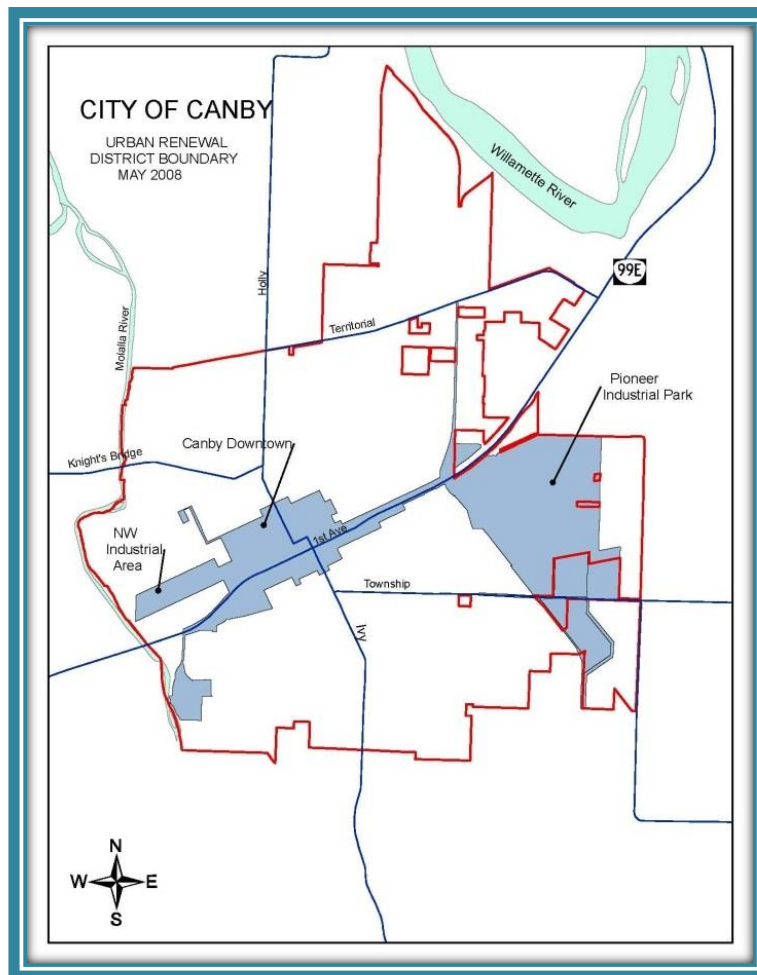 CITY OF CANBY
URBAN RENEWAL
DISTRICT BOUNDARY
MAY 2008
Willamette River
99E
Holly
Molalla River
Territorial
Pioneer
Industrial Park
Canby Downtown
Knight's Bridge
NW
Industrial
Area
1st Ave
Township
Ivy
N
W
E
S